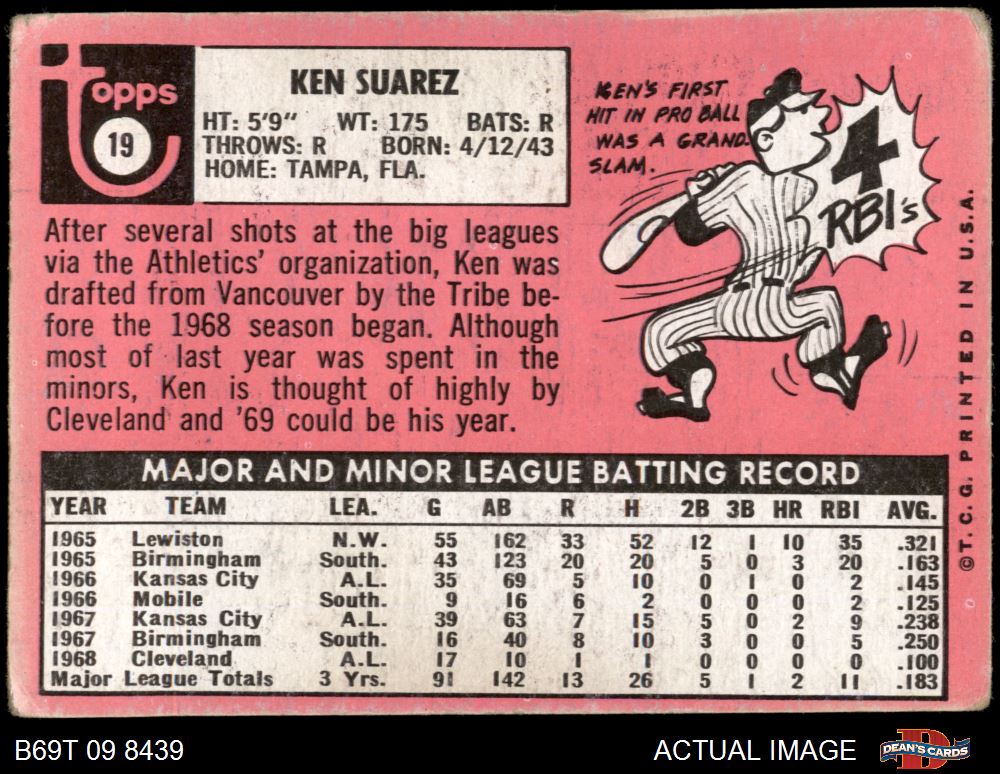 Topps
19
KEN SUAREZ
HT: 5'9" WT: 175 BATS: R
THROWS: R BORN: 4/12/43
HOME: TAMPA, FLA.
After several shots at the big leagues
via the Athletics' organization, Ken was
drafted from Vancouver by the Tribe be-
fore the 1968 season began. Although
most of last year was spent in the
minors, Ken is thought of highly by
Cleveland and '69 could be his year.
KEN'S FIRST
HIT IN PRO BALL
WAS A GRAND
SLAM.
4
RBI's
©T.C.G. PRINTED IN U.S.A.
MAJOR AND MINOR LEAGUE BATTING RECORD
YEAR TEAM LEA. G AB R H 2B 3B HR RBI AVG.
1965 Lewiston N.W. 55 162 33 52 12 1 10 35 .321
1965 Birmingham South. 43 123 20 20 5 0 3 20 .163
1966 Kansas City A.L. 35 69 5 10 0 1 0 2 .145
1966 Mobile South. 9 16 6 2 0 0 0 2 .125
1967 Kansas City A.L. 39 63 7 15 5 0 2 9 .238
1967 Birmingham South. 16 40 8 10 3 0 0 5 .250
1968 Cleveland A.L. 17 10 1 1 0 0 0 0 .100
Major League Totals 3 Yrs. 91 142 13 26 5 1 2 11 .183
B69T 09 8439
ACTUAL IMAGE
DEAN'S CARDS